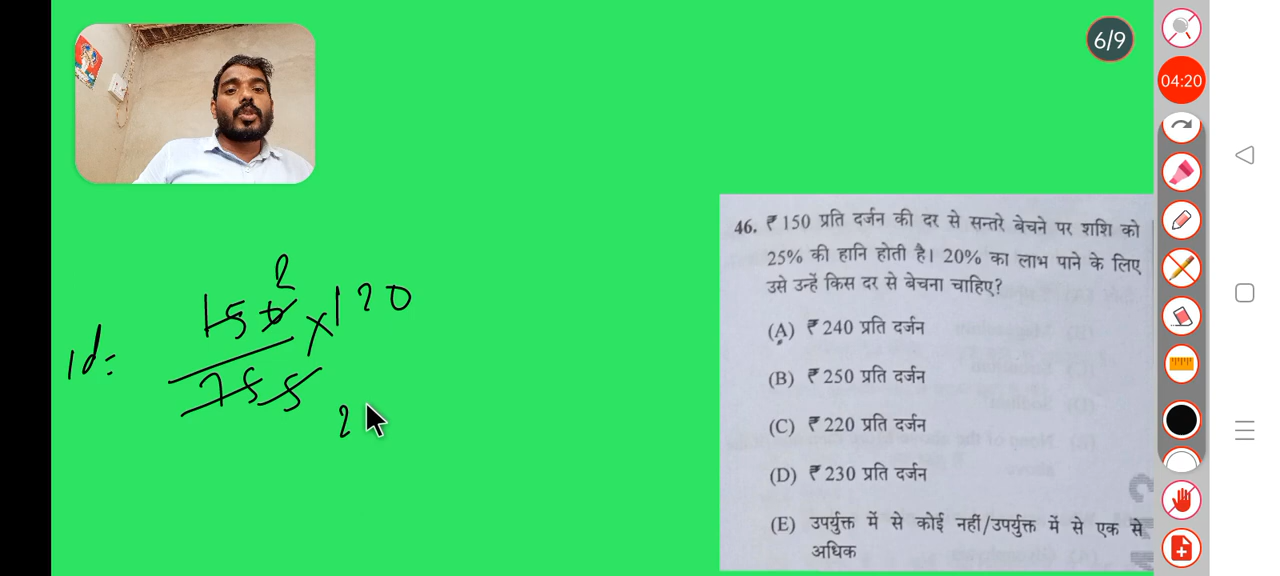 6/9
04:20
46. ₹ 150 प्रति दर्जन की दर से सन्तरे बेचने पर शशि को
25% की हानि होती है। 20% का लाभ पाने के लिए
उसे उन्हें किस दर से बेचना चाहिए?
(A) ₹ 240 प्रति दर्जन
(B) ₹ 250 प्रति दर्जन
(C) ₹ 220 प्रति दर्जन
(D) ₹ 230 प्रति दर्जन
(E) उपर्युक्त में से कोई नहीं/उपर्युक्त में से एक से
अधिक
2
150 x 120
75
2